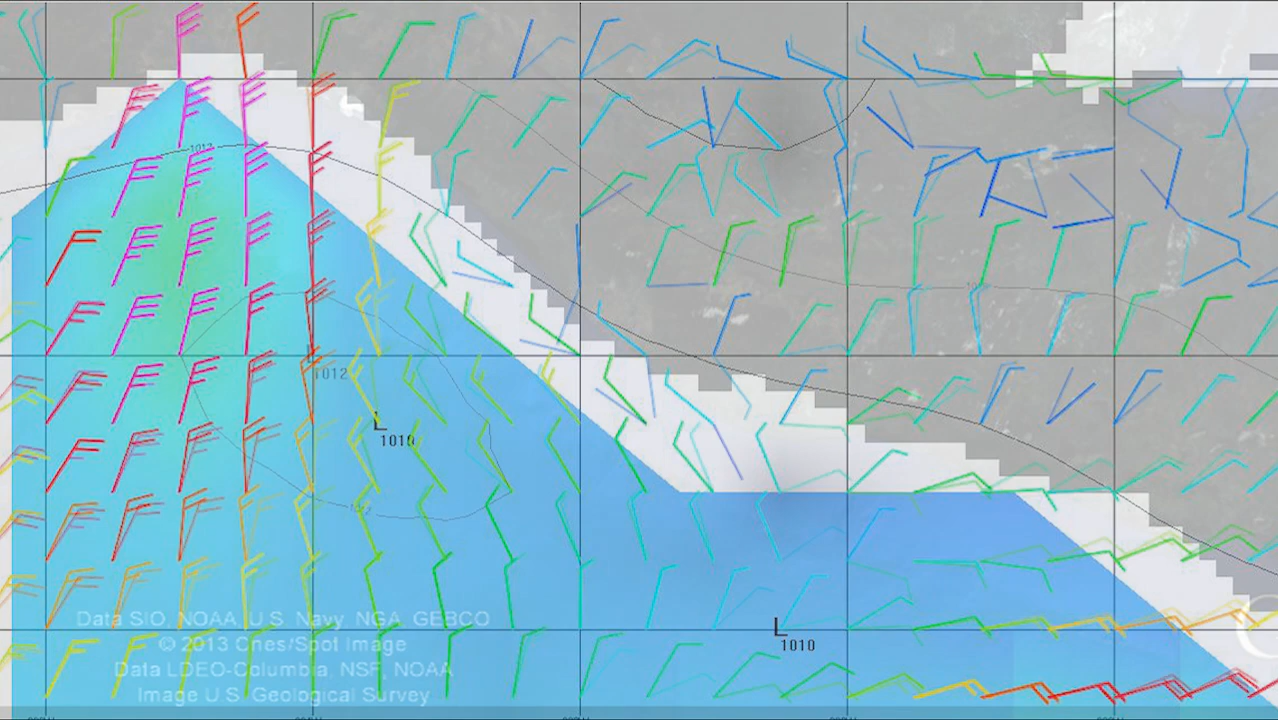 1012
1012
L
1010
L
1010
Data SIO, NOAA, U.S. Navy, NGA, GEBCO
© 2013 Cnes/Spot Image
Data LDEO-Columbia, NSF, NOAA
Image U.S. Geological Survey